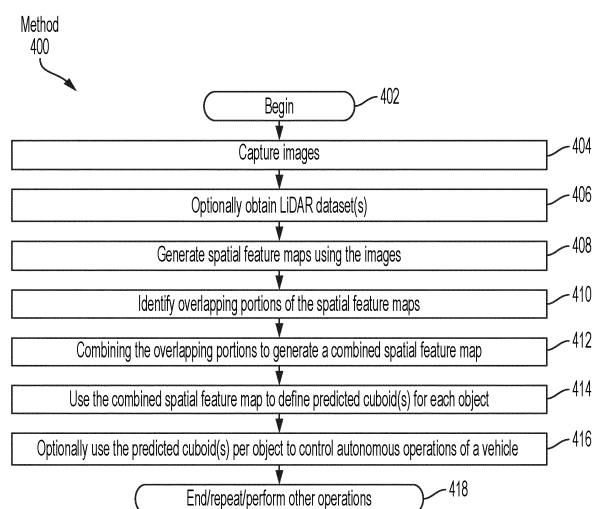 Method
400
Begin
402
Capture images
404
Optionally obtain LiDAR dataset(s)
406
Generate spatial feature maps using the images
408
Identify overlapping portions of the spatial feature maps
410
Combining the overlapping portions to generate a combined spatial feature map
412
Use the combined spatial feature map to define predicted cuboid(s) for each object
414
Optionally use the predicted cuboid(s) per object to control autonomous operations of a vehicle
416
End/repeat/perform other operations
418